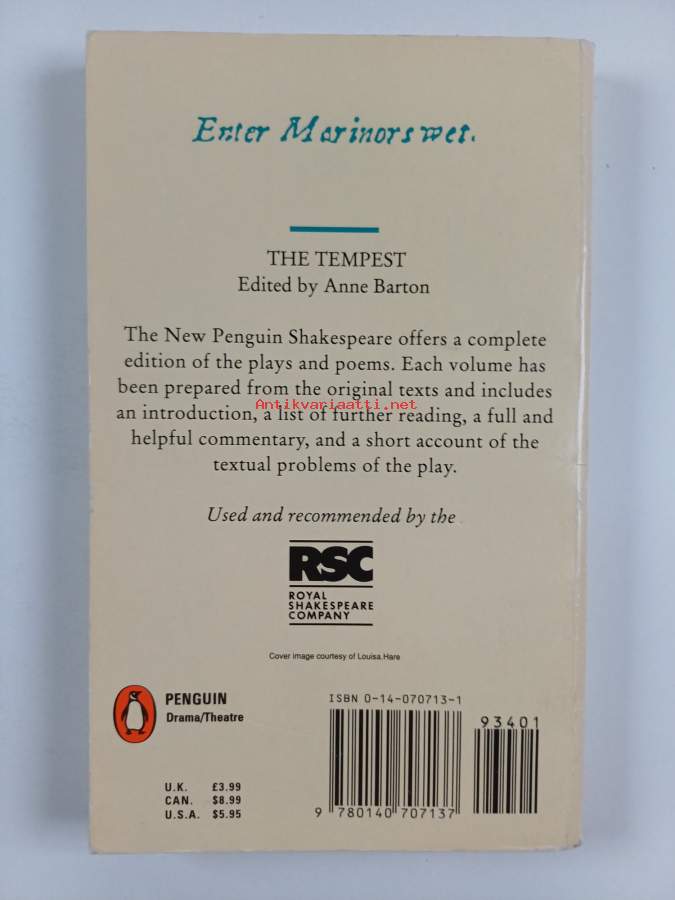 Enter Marinors wet.
THE TEMPEST
Edited by Anne Barton
The New Penguin Shakespeare offers a complete
edition of the plays and poems. Each volume has
been prepared from the original texts and includes
an introduction, a list of further reading, a full and
Antikvariaatti.net
helpful commentary, and a short account of the
textual problems of the play.
Used and recommended by the
RSC
ROYAL
SHAKESPEARE
COMPANY
Cover image courtesy of Louisa Hare
PENGUIN
Drama/Theatre
ISBN 0-14-070713-1
93401
U.K. £3.99
CAN. $8.99
U.S.A. $5.95
9 780140 707137